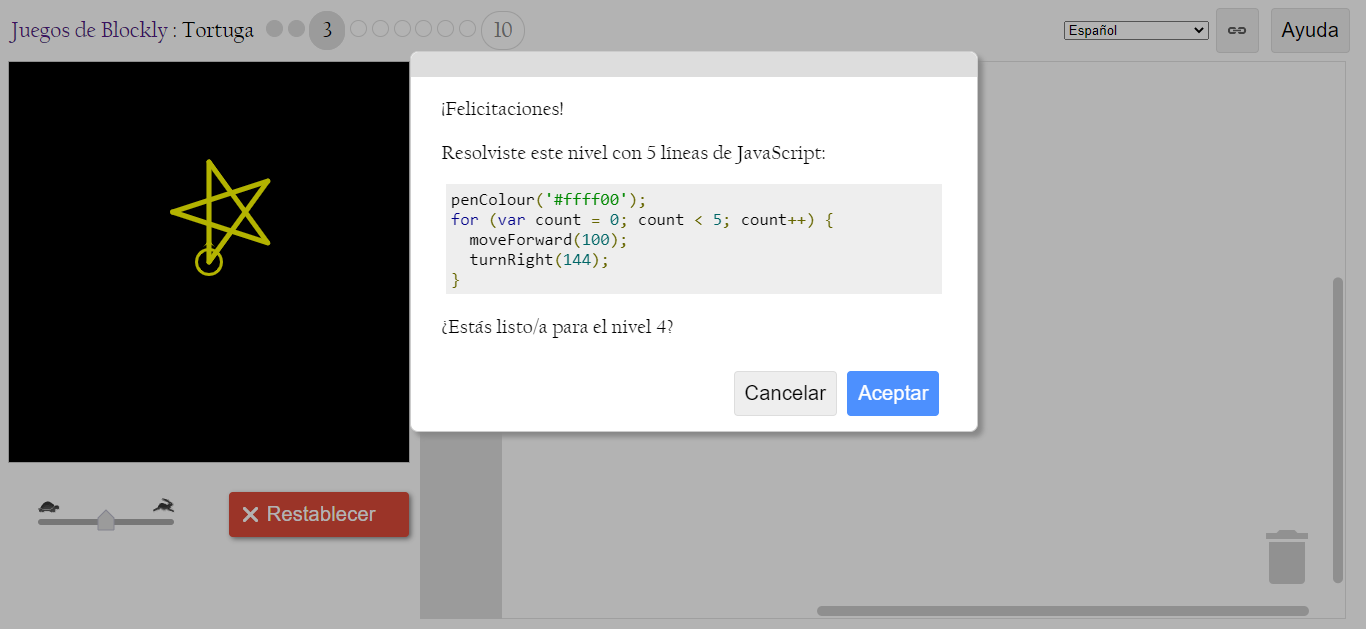 Juegos de Blockly : Tortuga 3 10 Español Ayuda
¡Felicitaciones!
Resolviste este nivel con 5 líneas de JavaScript:
penColour('#ffff00');
for (var count = 0; count < 5; count++) {
  moveForward(100);
  turnRight(144);
}
¿Estás listo/a para el nivel 4?
Cancelar Aceptar
Restablecer